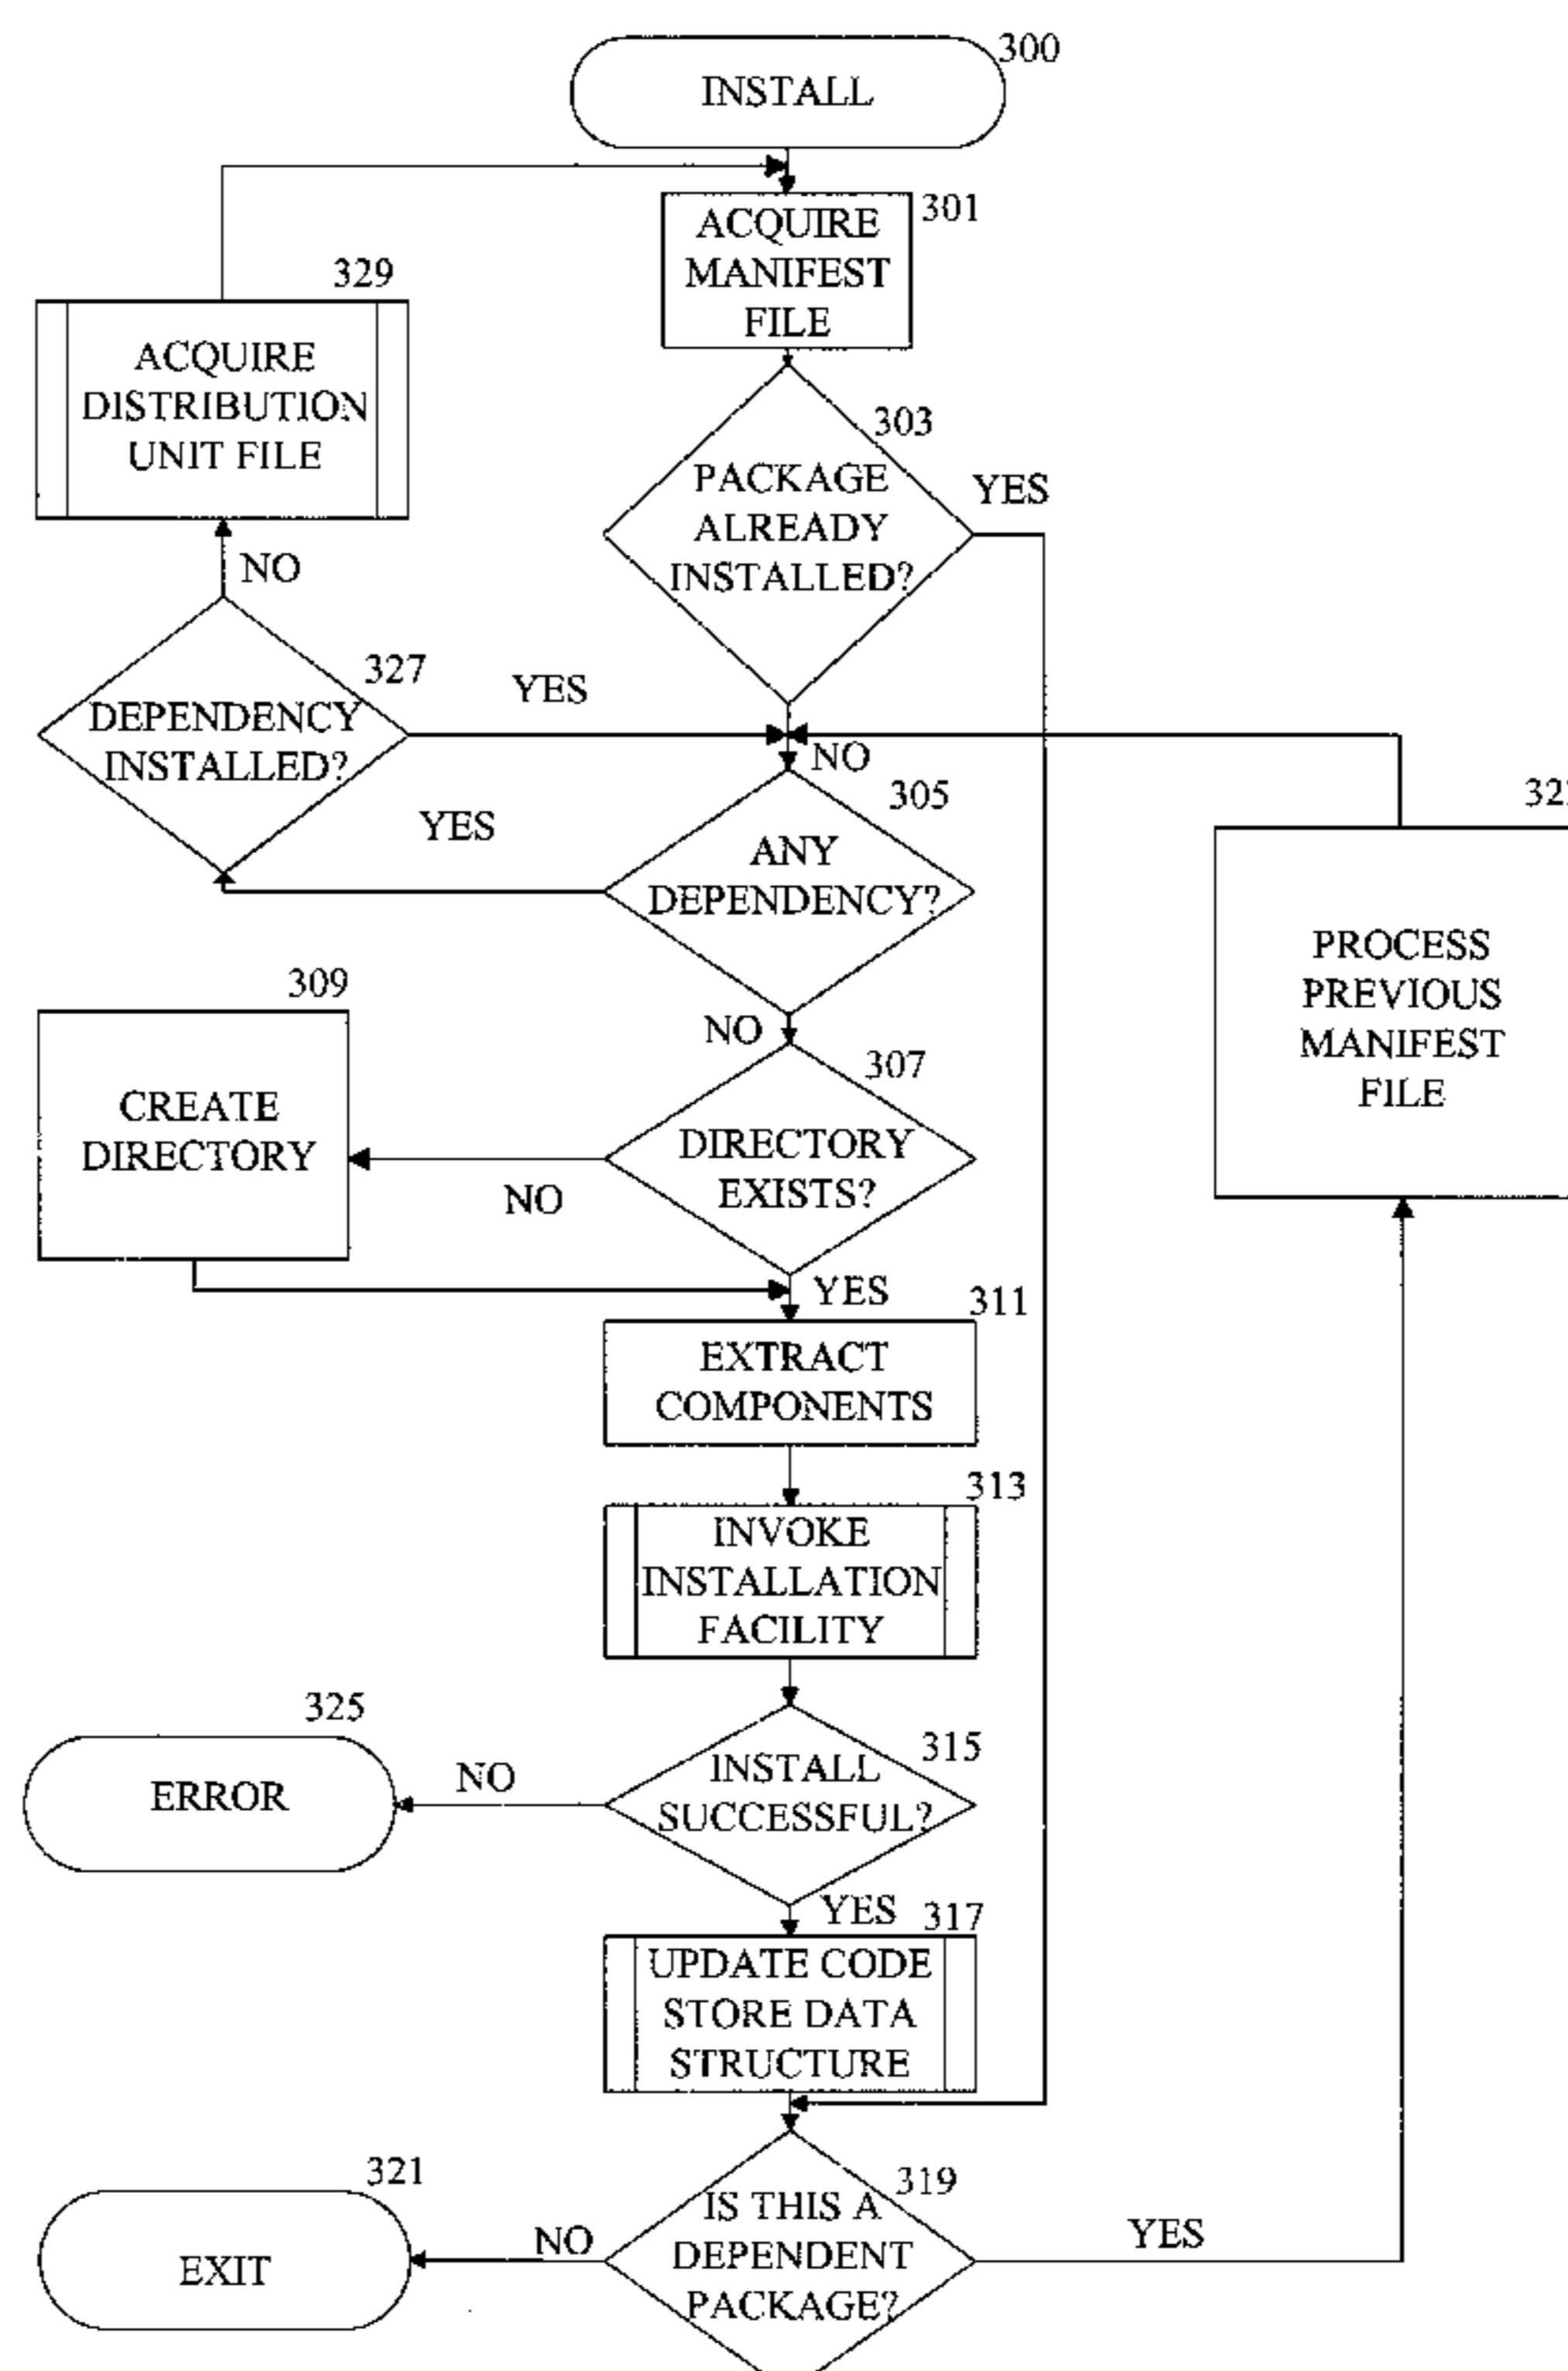 300
INSTALL
301
ACQUIRE
MANIFEST
FILE
329
ACQUIRE
DISTRIBUTION
UNIT FILE
303
PACKAGE
ALREADY
INSTALLED?
YES
NO
327
DEPENDENCY
INSTALLED?
YES
NO
305
ANY
DEPENDENCY?
YES
NO
PROCESS
PREVIOUS
MANIFEST
FILE
309
CREATE
DIRECTORY
307
DIRECTORY
EXISTS?
NO
YES
311
EXTRACT
COMPONENTS
313
INVOKE
INSTALLATION
FACILITY
325
ERROR
NO
315
INSTALL
SUCCESSFUL?
YES
317
UPDATE CODE
STORE DATA
STRUCTURE
321
EXIT
NO
319
IS THIS A
DEPENDENT
PACKAGE?
YES